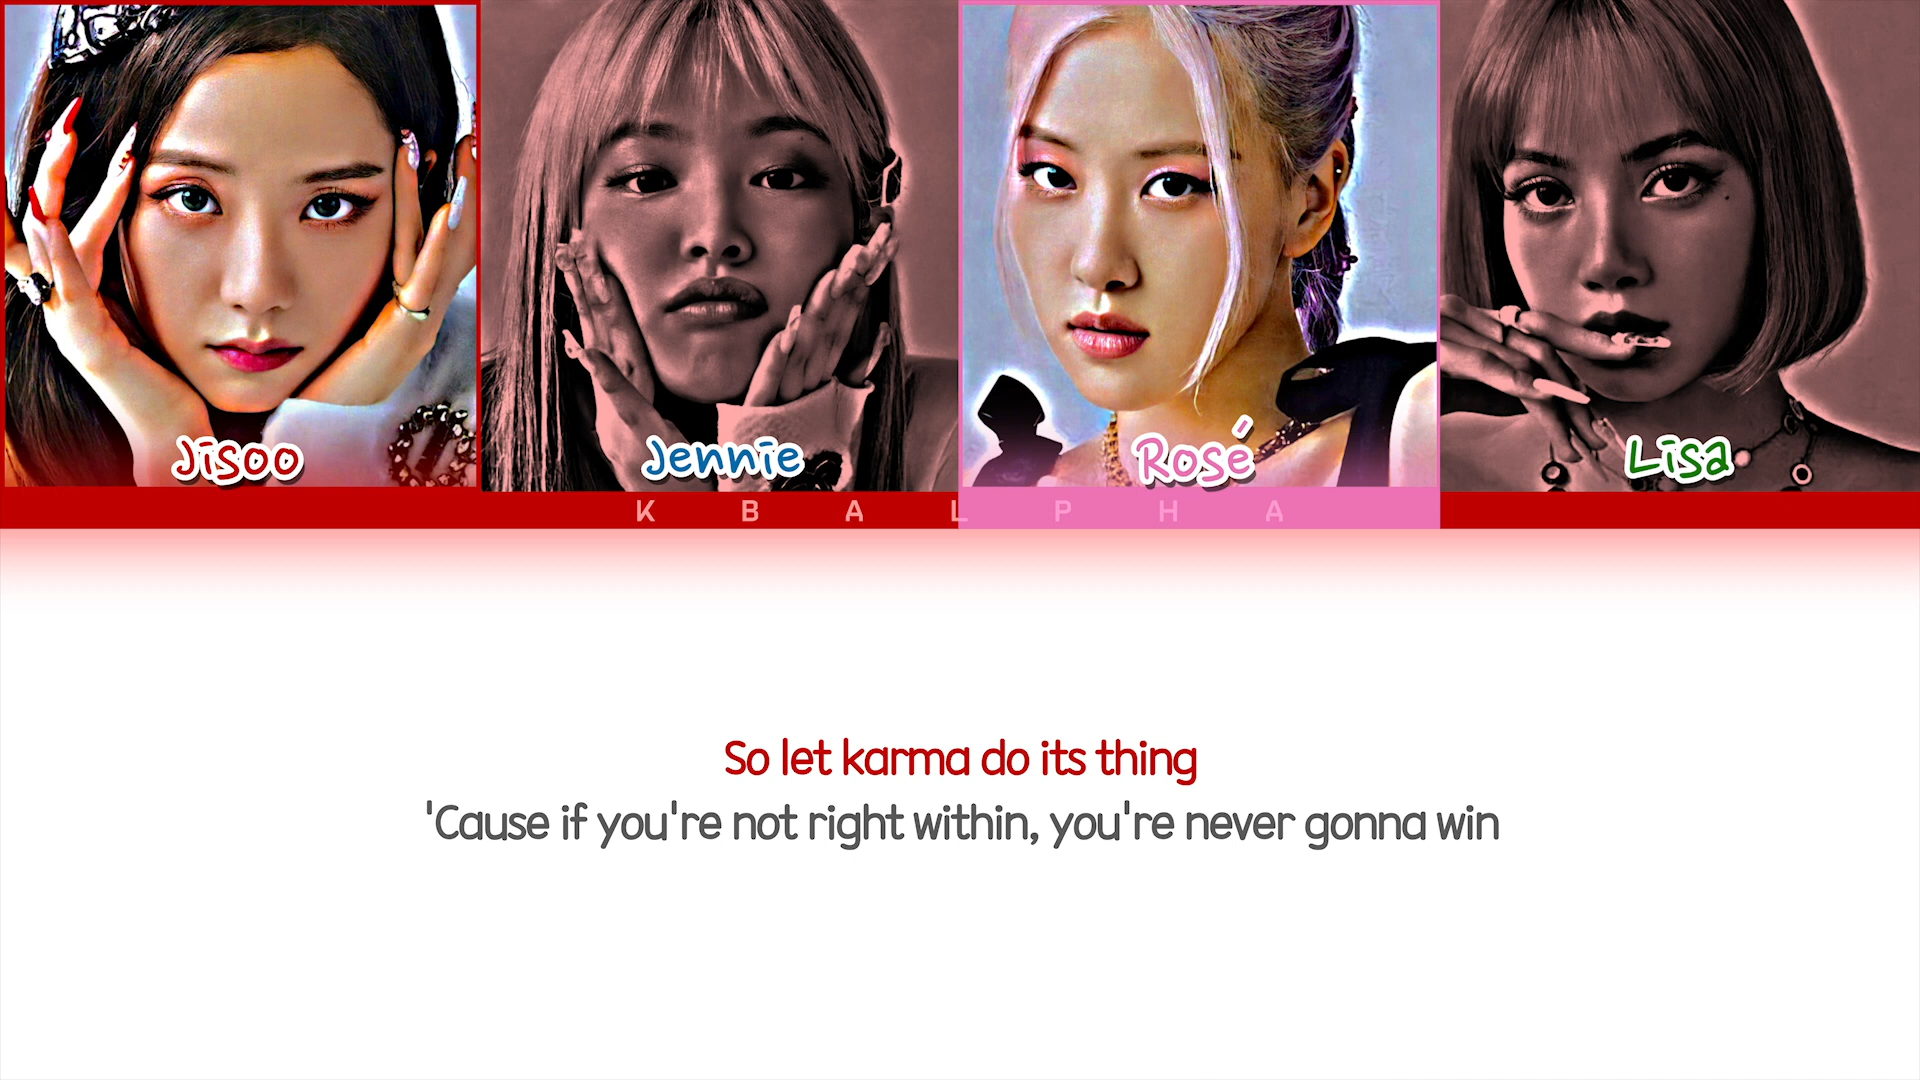 Jisoo
Jennie
Rosé
Lisa
KBALPHA
So let karma do its thing
'Cause if you're not right within, you're never gonna win